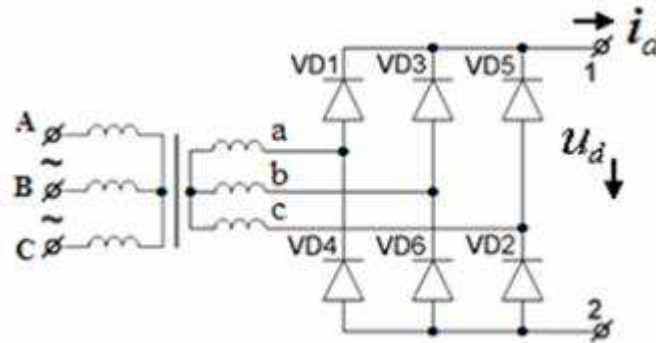 i_d
VD1 VD3 VD5 1
A a
u_d
~
B b
~
c
C
VD4 VD6 VD2
2